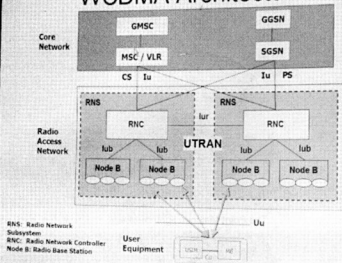 WCDMA Architecture
GMSC
GGSN
Core
Network
MSC / VLR
SGSN
CS Iu
Iu PS
RNS
RNS
Iur
RNC
RNC
Radio
Access
Network
UTRAN
Iub
Iub
Iub
Iub
Node B
Node B
Node B
Node B
Uu
RNS: Radio Network
Subsystem
RNC: Radio Network Controller
Node B: Radio Base Station
User
Equipment
Cu